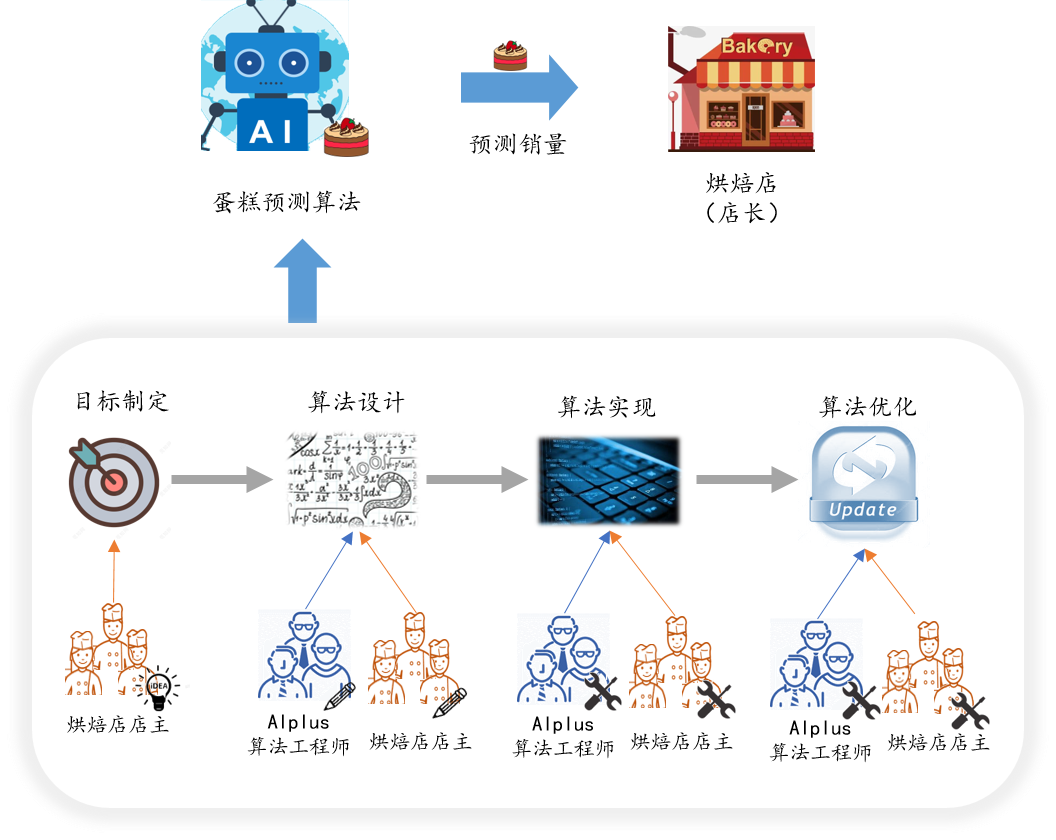 AI
Bakery
预测销量
蛋糕预测算法
烘焙店
（店长）
目标制定
算法设计
算法实现
算法优化
Update
iDEA
烘焙店店主
AIplus
算法工程师
烘焙店店主
AIplus
算法工程师
烘焙店店主
AIplus
算法工程师
烘焙店店主